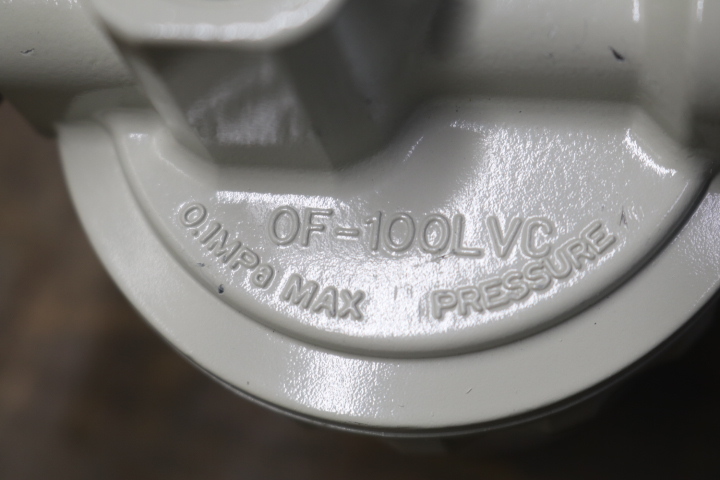 OF-100LVC
0.1MPa MAX PRESSURE